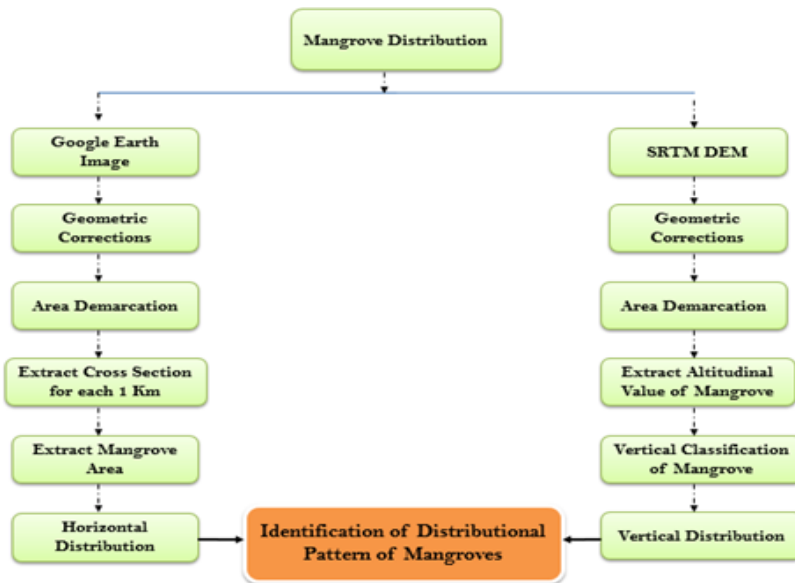 Mangrove Distribution
Google Earth
Image
Geometric
Corrections
Area Demarcation
Extract Cross Section
for each 1 Km
Extract Mangrove
Area
Horizontal
Distribution
SRTM DEM
Geometric
Corrections
Area Demarcation
Extract Altitudinal
Value of Mangrove
Vertical Classification
of Mangrove
Vertical Distribution
Identification of Distributional
Pattern of Mangroves